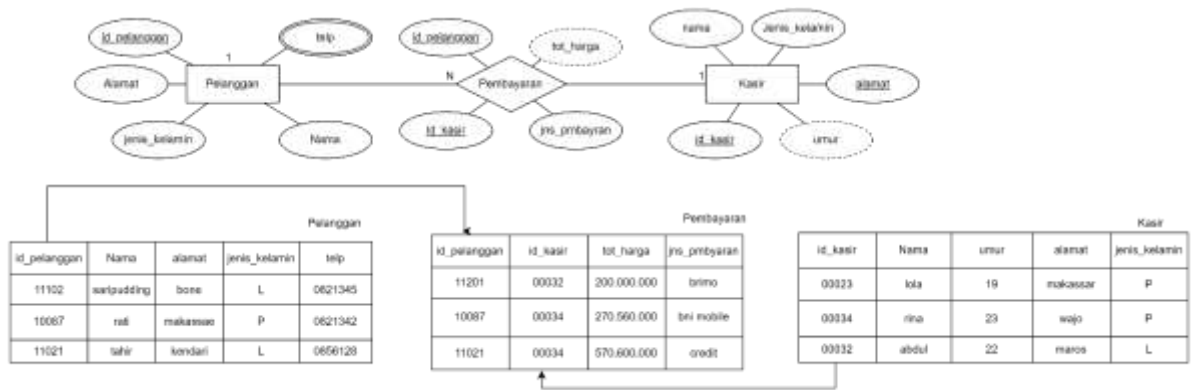 id_pelanggan
telp
id_pelanggan
tot_harga
nama
Jenis_kelamin
Alamat
1
Pelanggan
N
Pembayaran
1
Kasir
alamat
jenis_kelamin
Nama
id_kasir
jns_pmbayran
id_kasir
umur
Pelanggan
id_pelanggan Nama alamat jenis_kelamin telp
11102 saripudding bone L 0821345
10087 rati makassae P 0821342
11021 tahir kendari L 0856128
Pembayaran
id_pelanggan id_kasir tot_harga jns_pmbyaran
11201 00032 200.000.000 brimo
10087 00034 270.560.000 bni mobile
11021 00034 570.600.000 credit
Kasir
id_kasir Nama umur alamat jenis_kelamin
00023 lola 19 makassar P
00034 rina 23 wajo P
00032 abdul 22 maros L